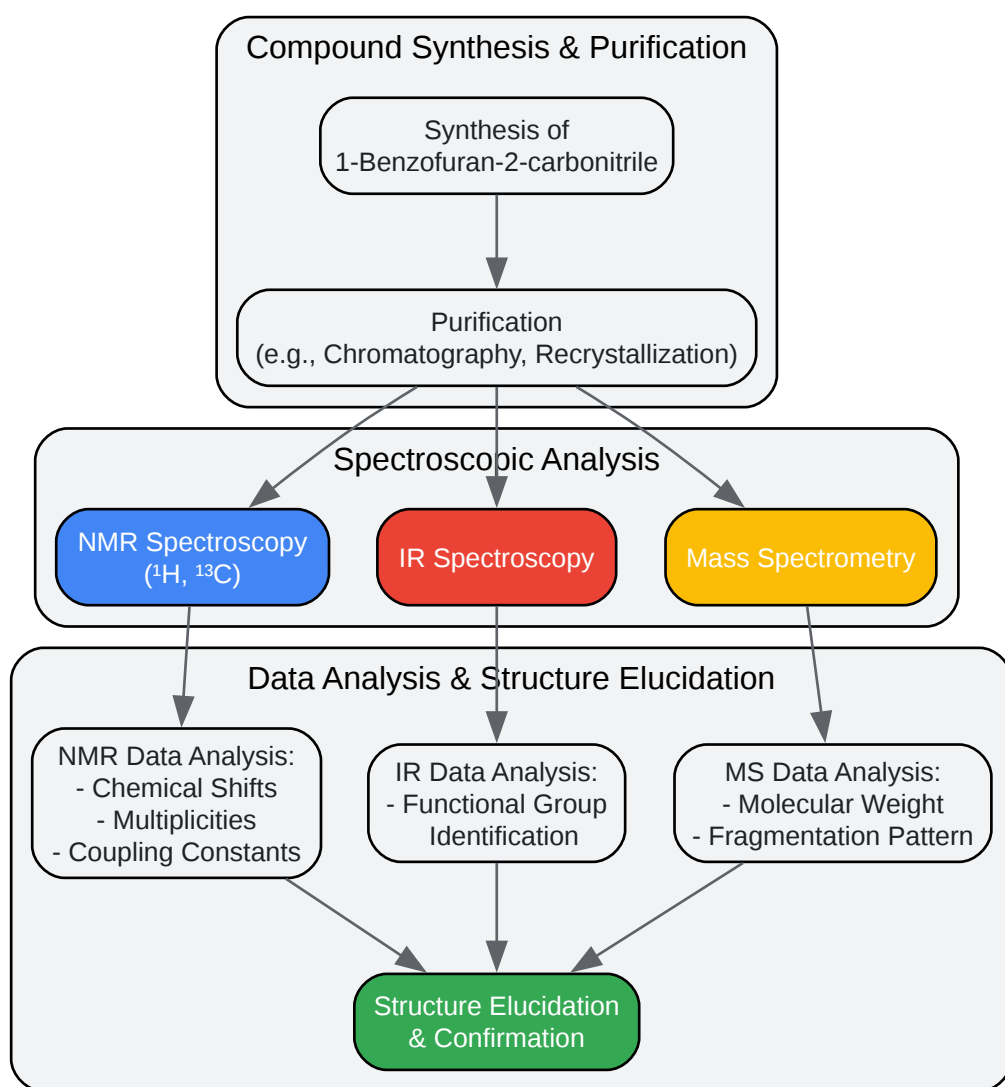 Compound Synthesis & Purification
Synthesis of
1-Benzofuran-2-carbonitrile
Purification
(e.g., Chromatography, Recrystallization)
Spectroscopic Analysis
NMR Spectroscopy
(¹H, ¹³C)
IR Spectroscopy
Mass Spectrometry
Data Analysis & Structure Elucidation
NMR Data Analysis:
- Chemical Shifts
- Multiplicities
- Coupling Constants
IR Data Analysis:
- Functional Group
Identification
MS Data Analysis:
- Molecular Weight
- Fragmentation Pattern
Structure Elucidation
& Confirmation